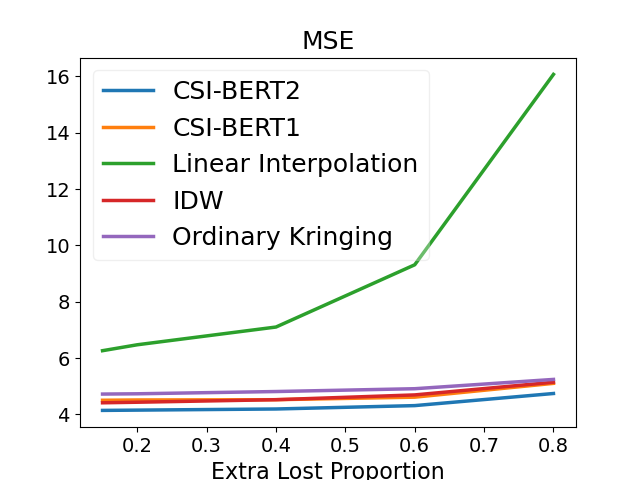 MSE
CSI-BERT2
CSI-BERT1
Linear Interpolation
IDW
Ordinary Kringing
16
14
12
10
8
6
4
0.2 0.3 0.4 0.5 0.6 0.7 0.8
Extra Lost Proportion